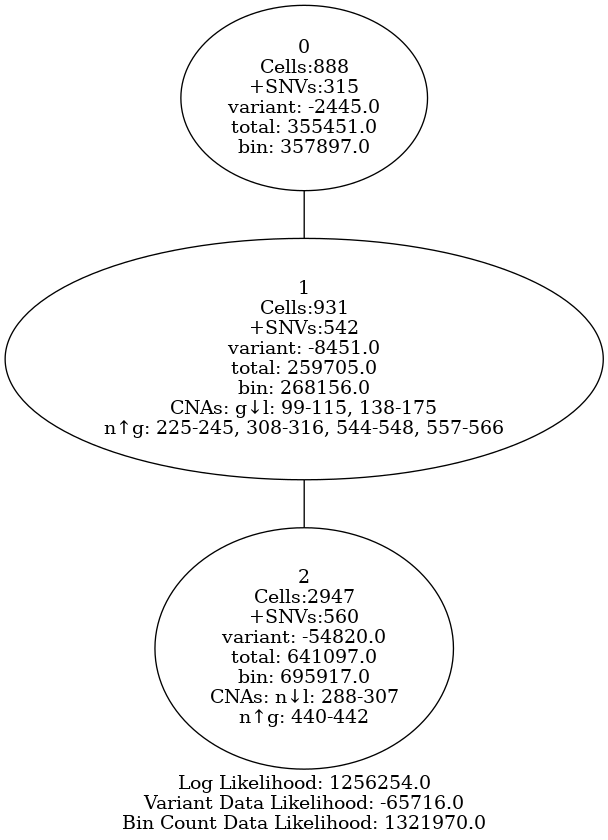 0
Cells:888
+SNVs:315
variant: -2445.0
total: 355451.0
bin: 357897.0
1
Cells:931
+SNVs:542
variant: -8451.0
total: 259705.0
bin: 268156.0
CNAs: g↓l: 99-115, 138-175
n↑g: 225-245, 308-316, 544-548, 557-566
2
Cells:2947
+SNVs:560
variant: -54820.0
total: 641097.0
bin: 695917.0
CNAs: n↓l: 288-307
n↑g: 440-442
Log Likelihood: 1256254.0
Variant Data Likelihood: -65716.0
Bin Count Data Likelihood: 1321970.0